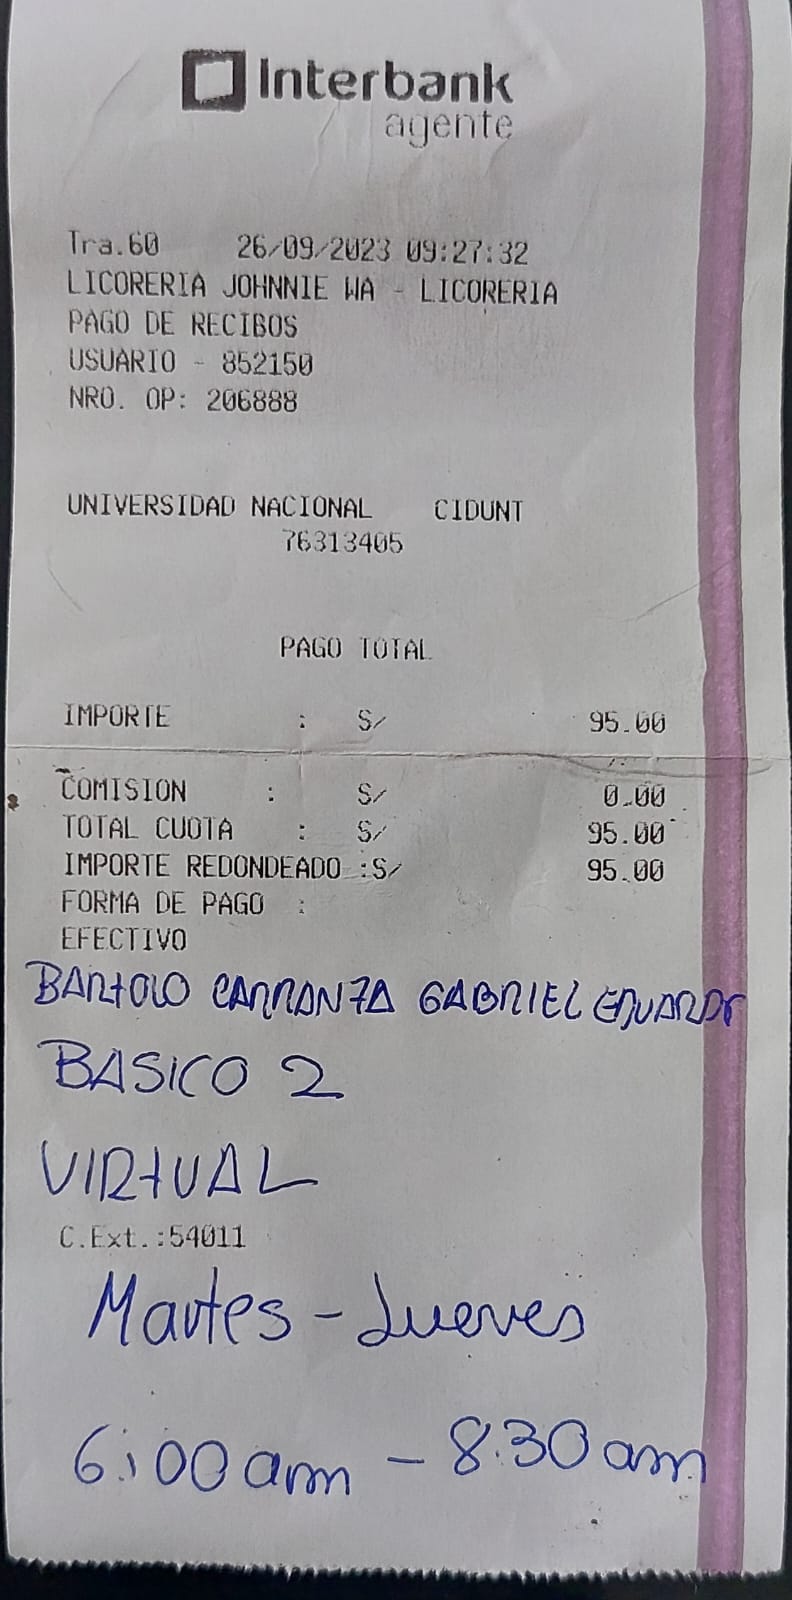 Interbank
agente
Tra.60 26/09/2023 09:27:32
LICORERIA JOHNNIE WA - LICORERIA
PAGO DE RECIBOS
USUARIO - 852150
NRO. OP: 206888
UNIVERSIDAD NACIONAL CIDUNT
76313405
PAGO TOTAL
IMPORTE : S/ 95.00
COMISION : S/ 0.00
TOTAL CUOTA : S/ 95.00
IMPORTE REDONDEADO :S/ 95.00
FORMA DE PAGO :
EFECTIVO
BARTOLO CARRANZA GABRIEL EDUARDO
BASICO 2
VIRTUAL
C.Ext.:54011
Martes - Jueves
6:00 am - 8:30 am